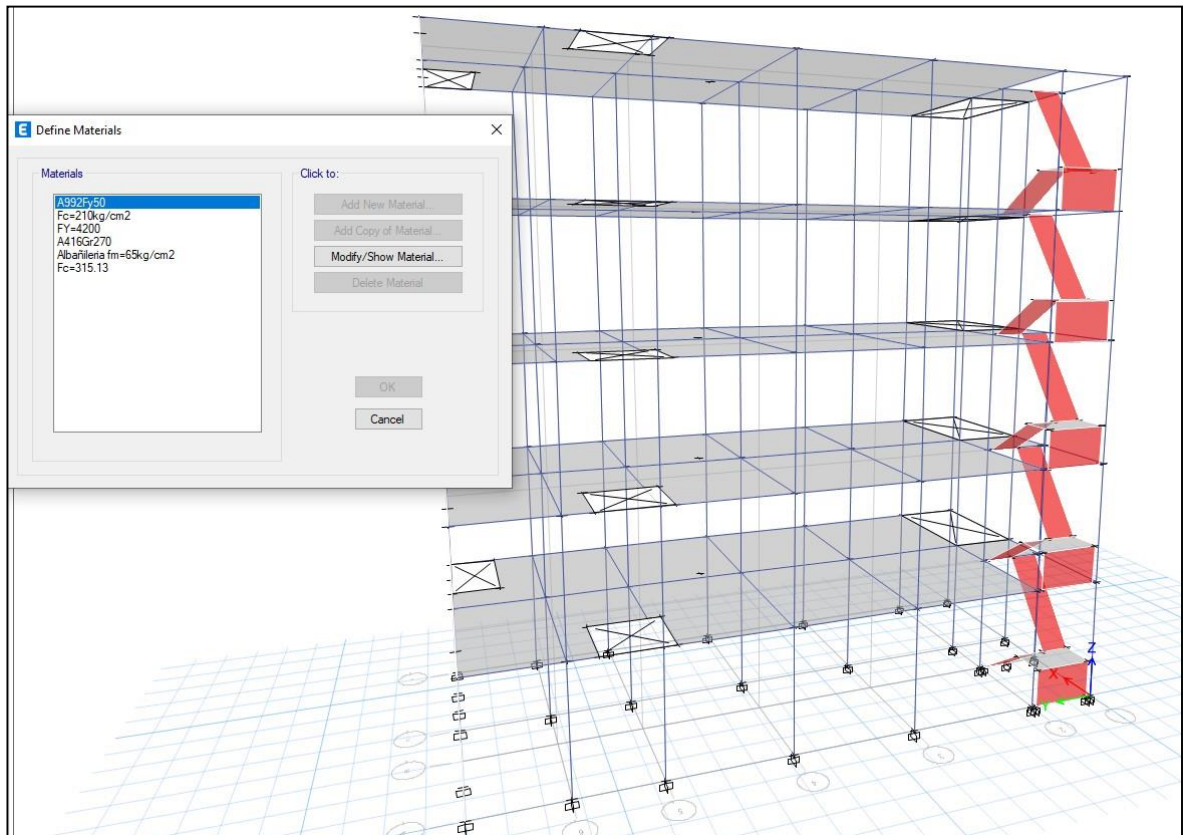 E Define Materials
Materials
A992Fy50
Fc=210kg/cm2
FY=4200
A416Gr270
Albañileria fm=65kg/cm2
Fc=315.13
Click to:
Add New Material...
Add Copy of Material...
Modify/Show Material...
Delete Material
OK
Cancel
Z
X